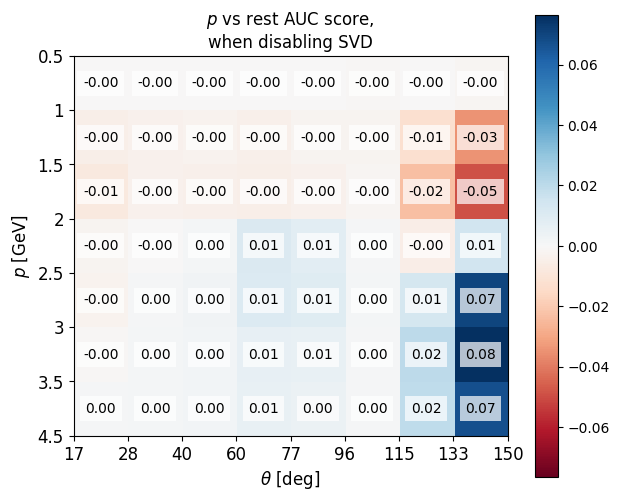 p vs rest AUC score,
when disabling SVD
0.5
-0.00 -0.00 -0.00 -0.00 -0.00 -0.00 -0.00 -0.00
1
-0.00 -0.00 -0.00 -0.00 -0.00 -0.00 -0.01 -0.03
1.5
-0.01 -0.00 -0.00 -0.00 -0.00 -0.00 -0.02 -0.05
2
-0.00 -0.00 0.00 0.01 0.01 0.00 -0.00 0.01
2.5
-0.00 0.00 0.00 0.01 0.01 0.00 0.01 0.07
3
-0.00 0.00 0.00 0.01 0.01 0.00 0.02 0.08
3.5
0.00 0.00 0.00 0.01 0.00 0.00 0.02 0.07
4.5
17 28 40 60 77 96 115 133 150
θ [deg]
p [GeV]
0.06
0.04
0.02
0.00
−0.02
−0.04
−0.06